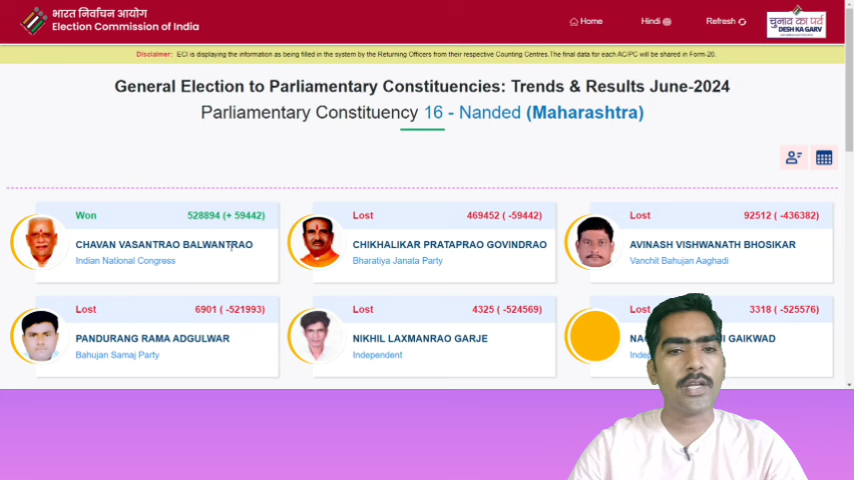 भारत निर्वाचन आयोग
Election Commission of India
Home
Hindi
Refresh
चुनाव का पर्व
DESH KA GARV
Disclaimer: ECI is displaying the information as being filled in the system by the Returning Officers from their respective Counting Centres.The final data for each AC/PC will be shared in Form-20.
General Election to Parliamentary Constituencies: Trends & Results June-2024
Parliamentary Constituency 16 - Nanded (Maharashtra)
Won 528894 (+ 59442)
CHAVAN VASANTRAO BALWANTRAO
Indian National Congress
Lost 469452 ( -59442)
CHIKHALIKAR PRATAPRAO GOVINDRAO
Bharatiya Janata Party
Lost 92512 ( -436382)
AVINASH VISHWANATH BHOSIKAR
Vanchit Bahujan Aaghadi
Lost 6901 ( -521993)
PANDURANG RAMA ADGULWAR
Bahujan Samaj Party
Lost 4325 ( -524569)
NIKHIL LAXMANRAO GARJE
Independent
Lost 3318 ( -525576)
GAIKWAD